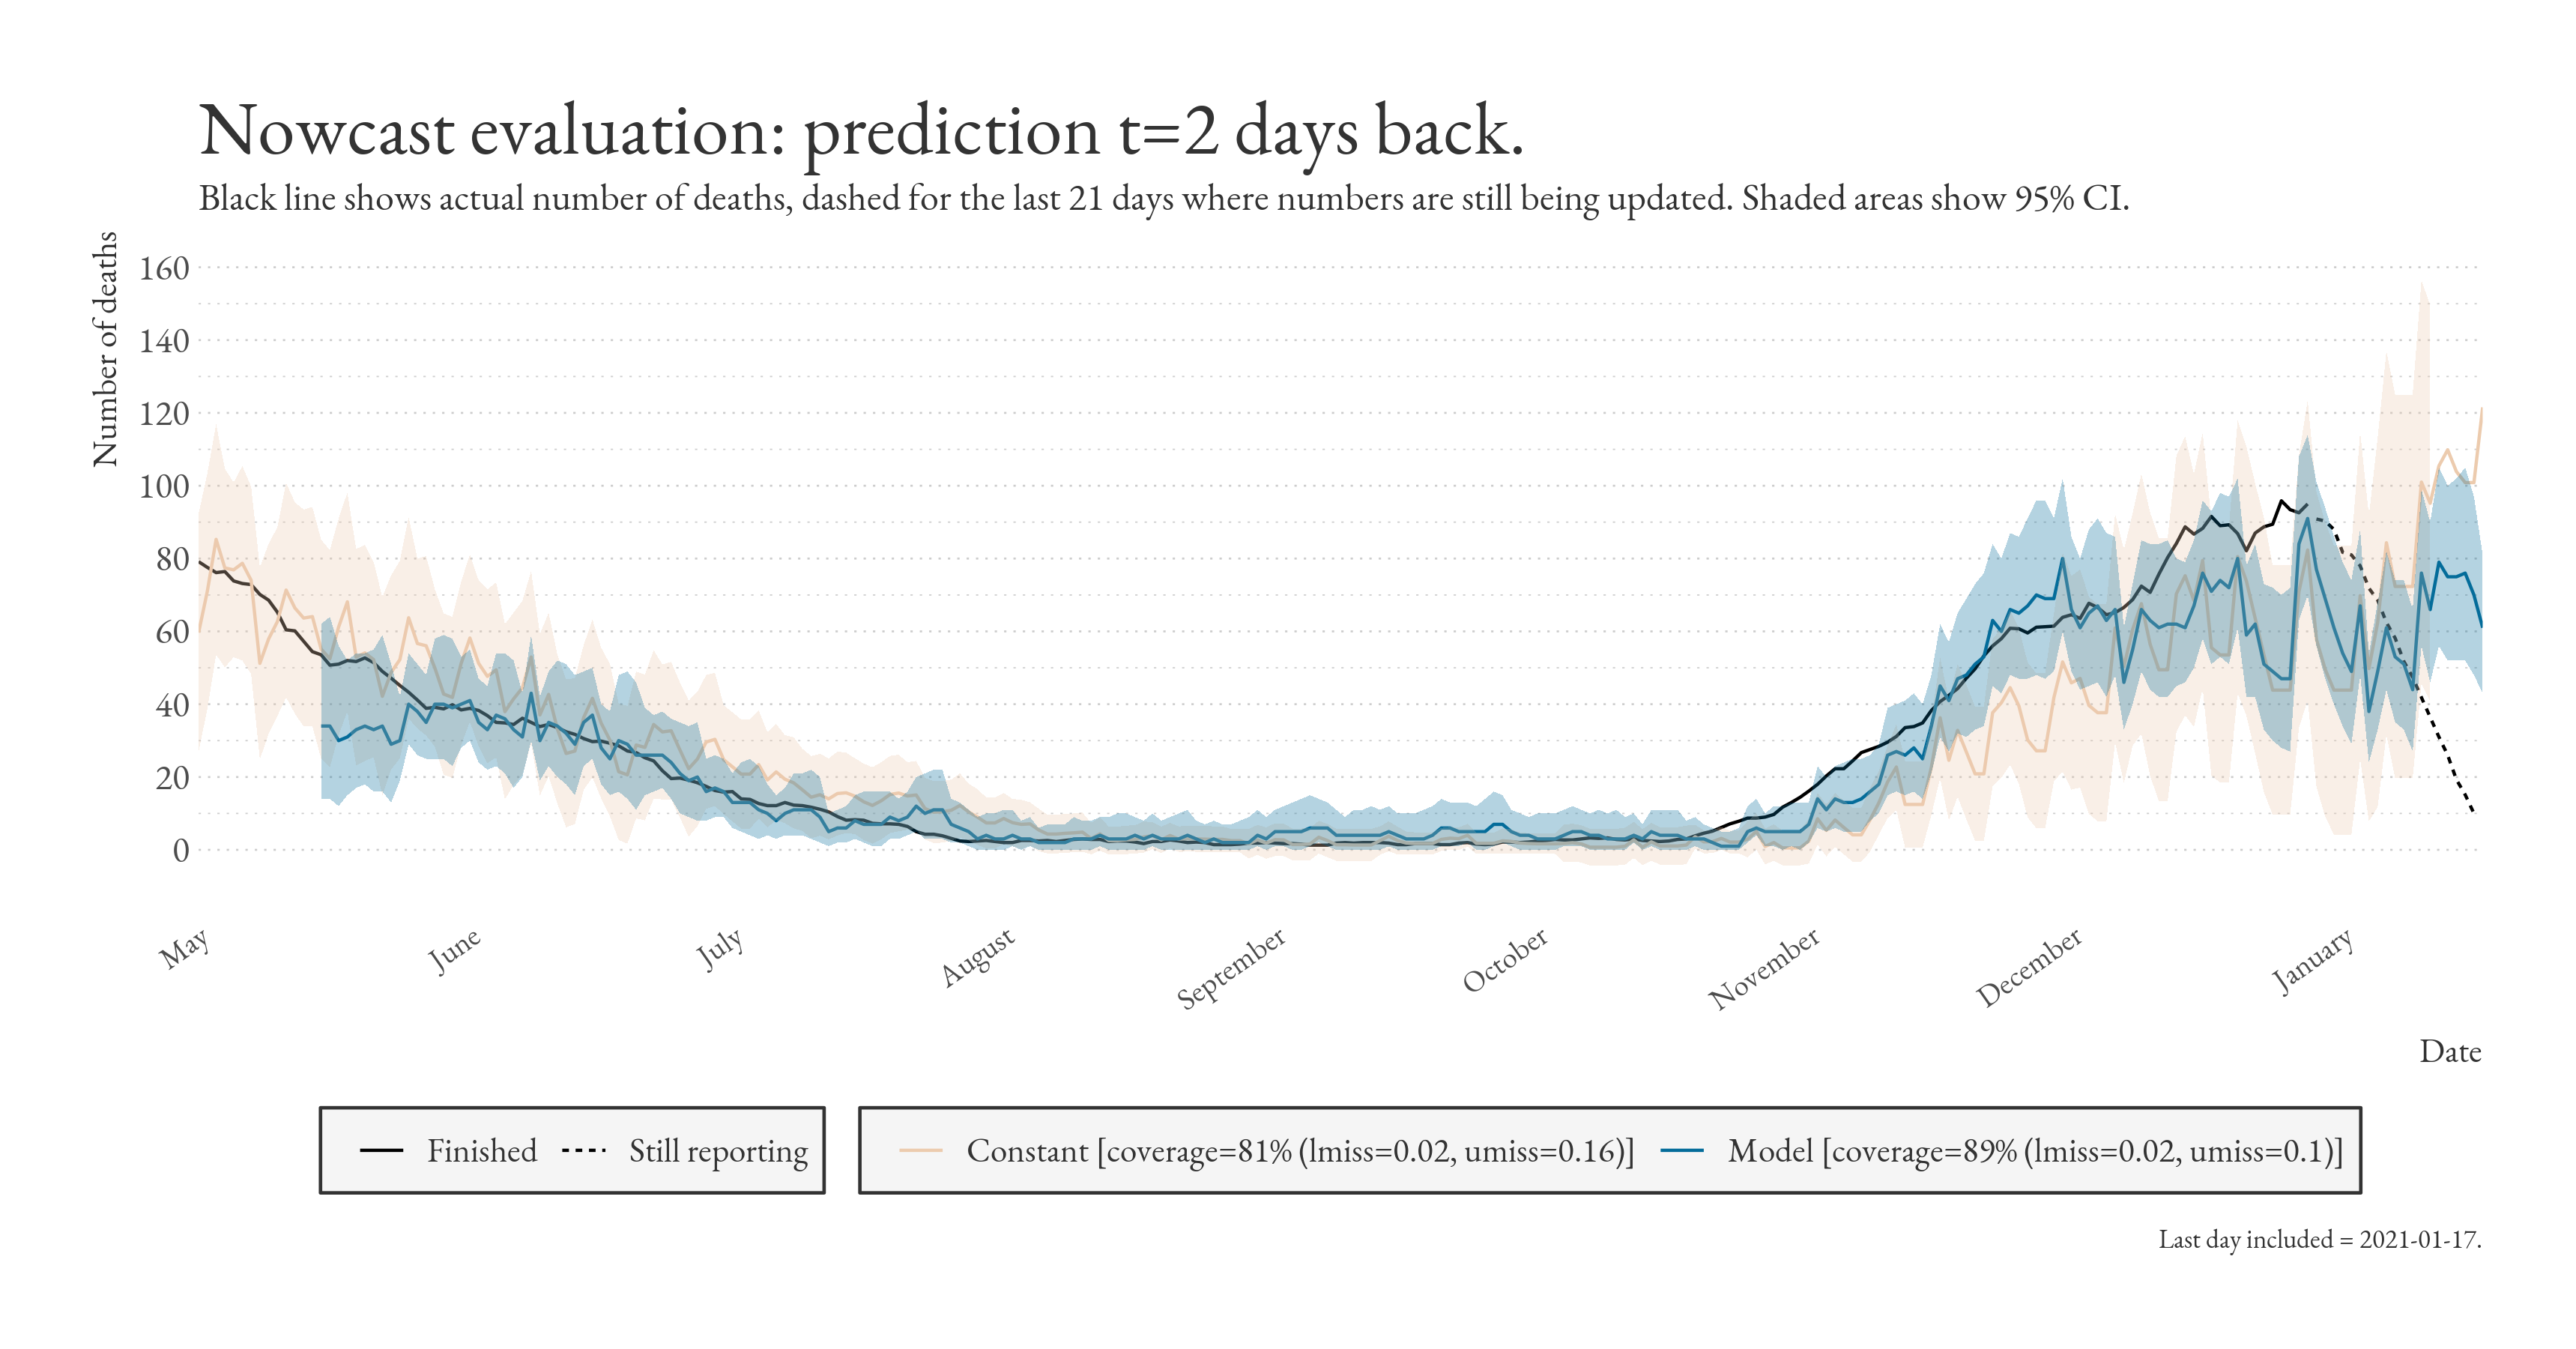 Nowcast evaluation: prediction t=2 days back.
Black line shows actual number of deaths, dashed for the last 21 days where numbers are still being updated. Shaded areas show 95% CI.
Number of deaths
160
140
120
100
80
60
40
20
0
May
June
July
August
September
October
November
December
January
Date
Finished
Still reporting
Constant [coverage=81% (lmiss=0.02, umiss=0.16)]
Model [coverage=89% (lmiss=0.02, umiss=0.1)]
Last day included = 2021-01-17.